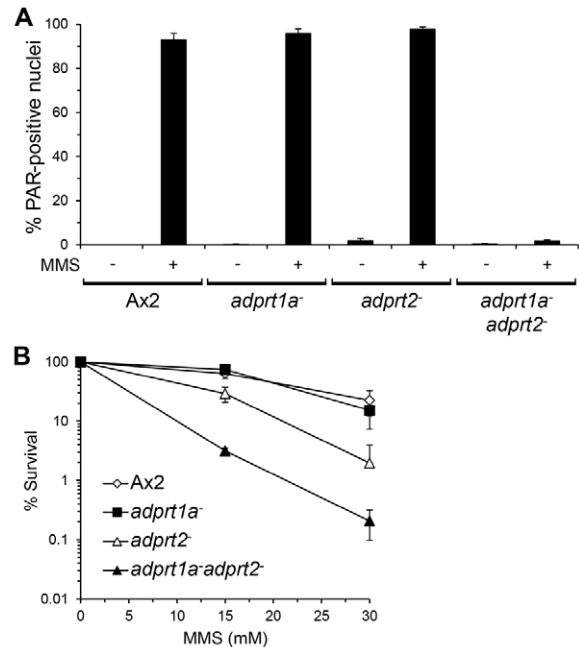 A
% PAR-positive nuclei
100
80
60
40
20
0
MMS - + - + - + - +
Ax2 adprt1a- adprt2- adprt1a-
adprt2-
B
% Survival
100
10
1
0.1
0.01
Ax2
adprt1a-
adprt2-
adprt1a-adprt2-
0 5 10 15 20 25 30
MMS (mM)